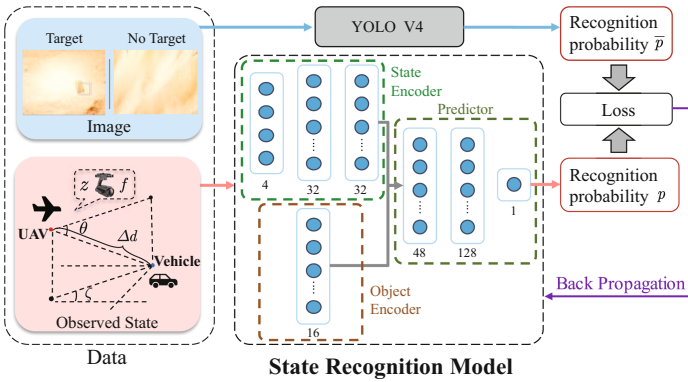 Target
No Target
Image
YOLO V4
Recognition
probability p̅
Loss
Recognition
probability p
Back Propagation
State
Encoder
Predictor
4
32
32
48
128
1
Object
Encoder
16
z f
UAV
θ
Δd
Vehicle
ζ
Observed State
Data
State Recognition Model